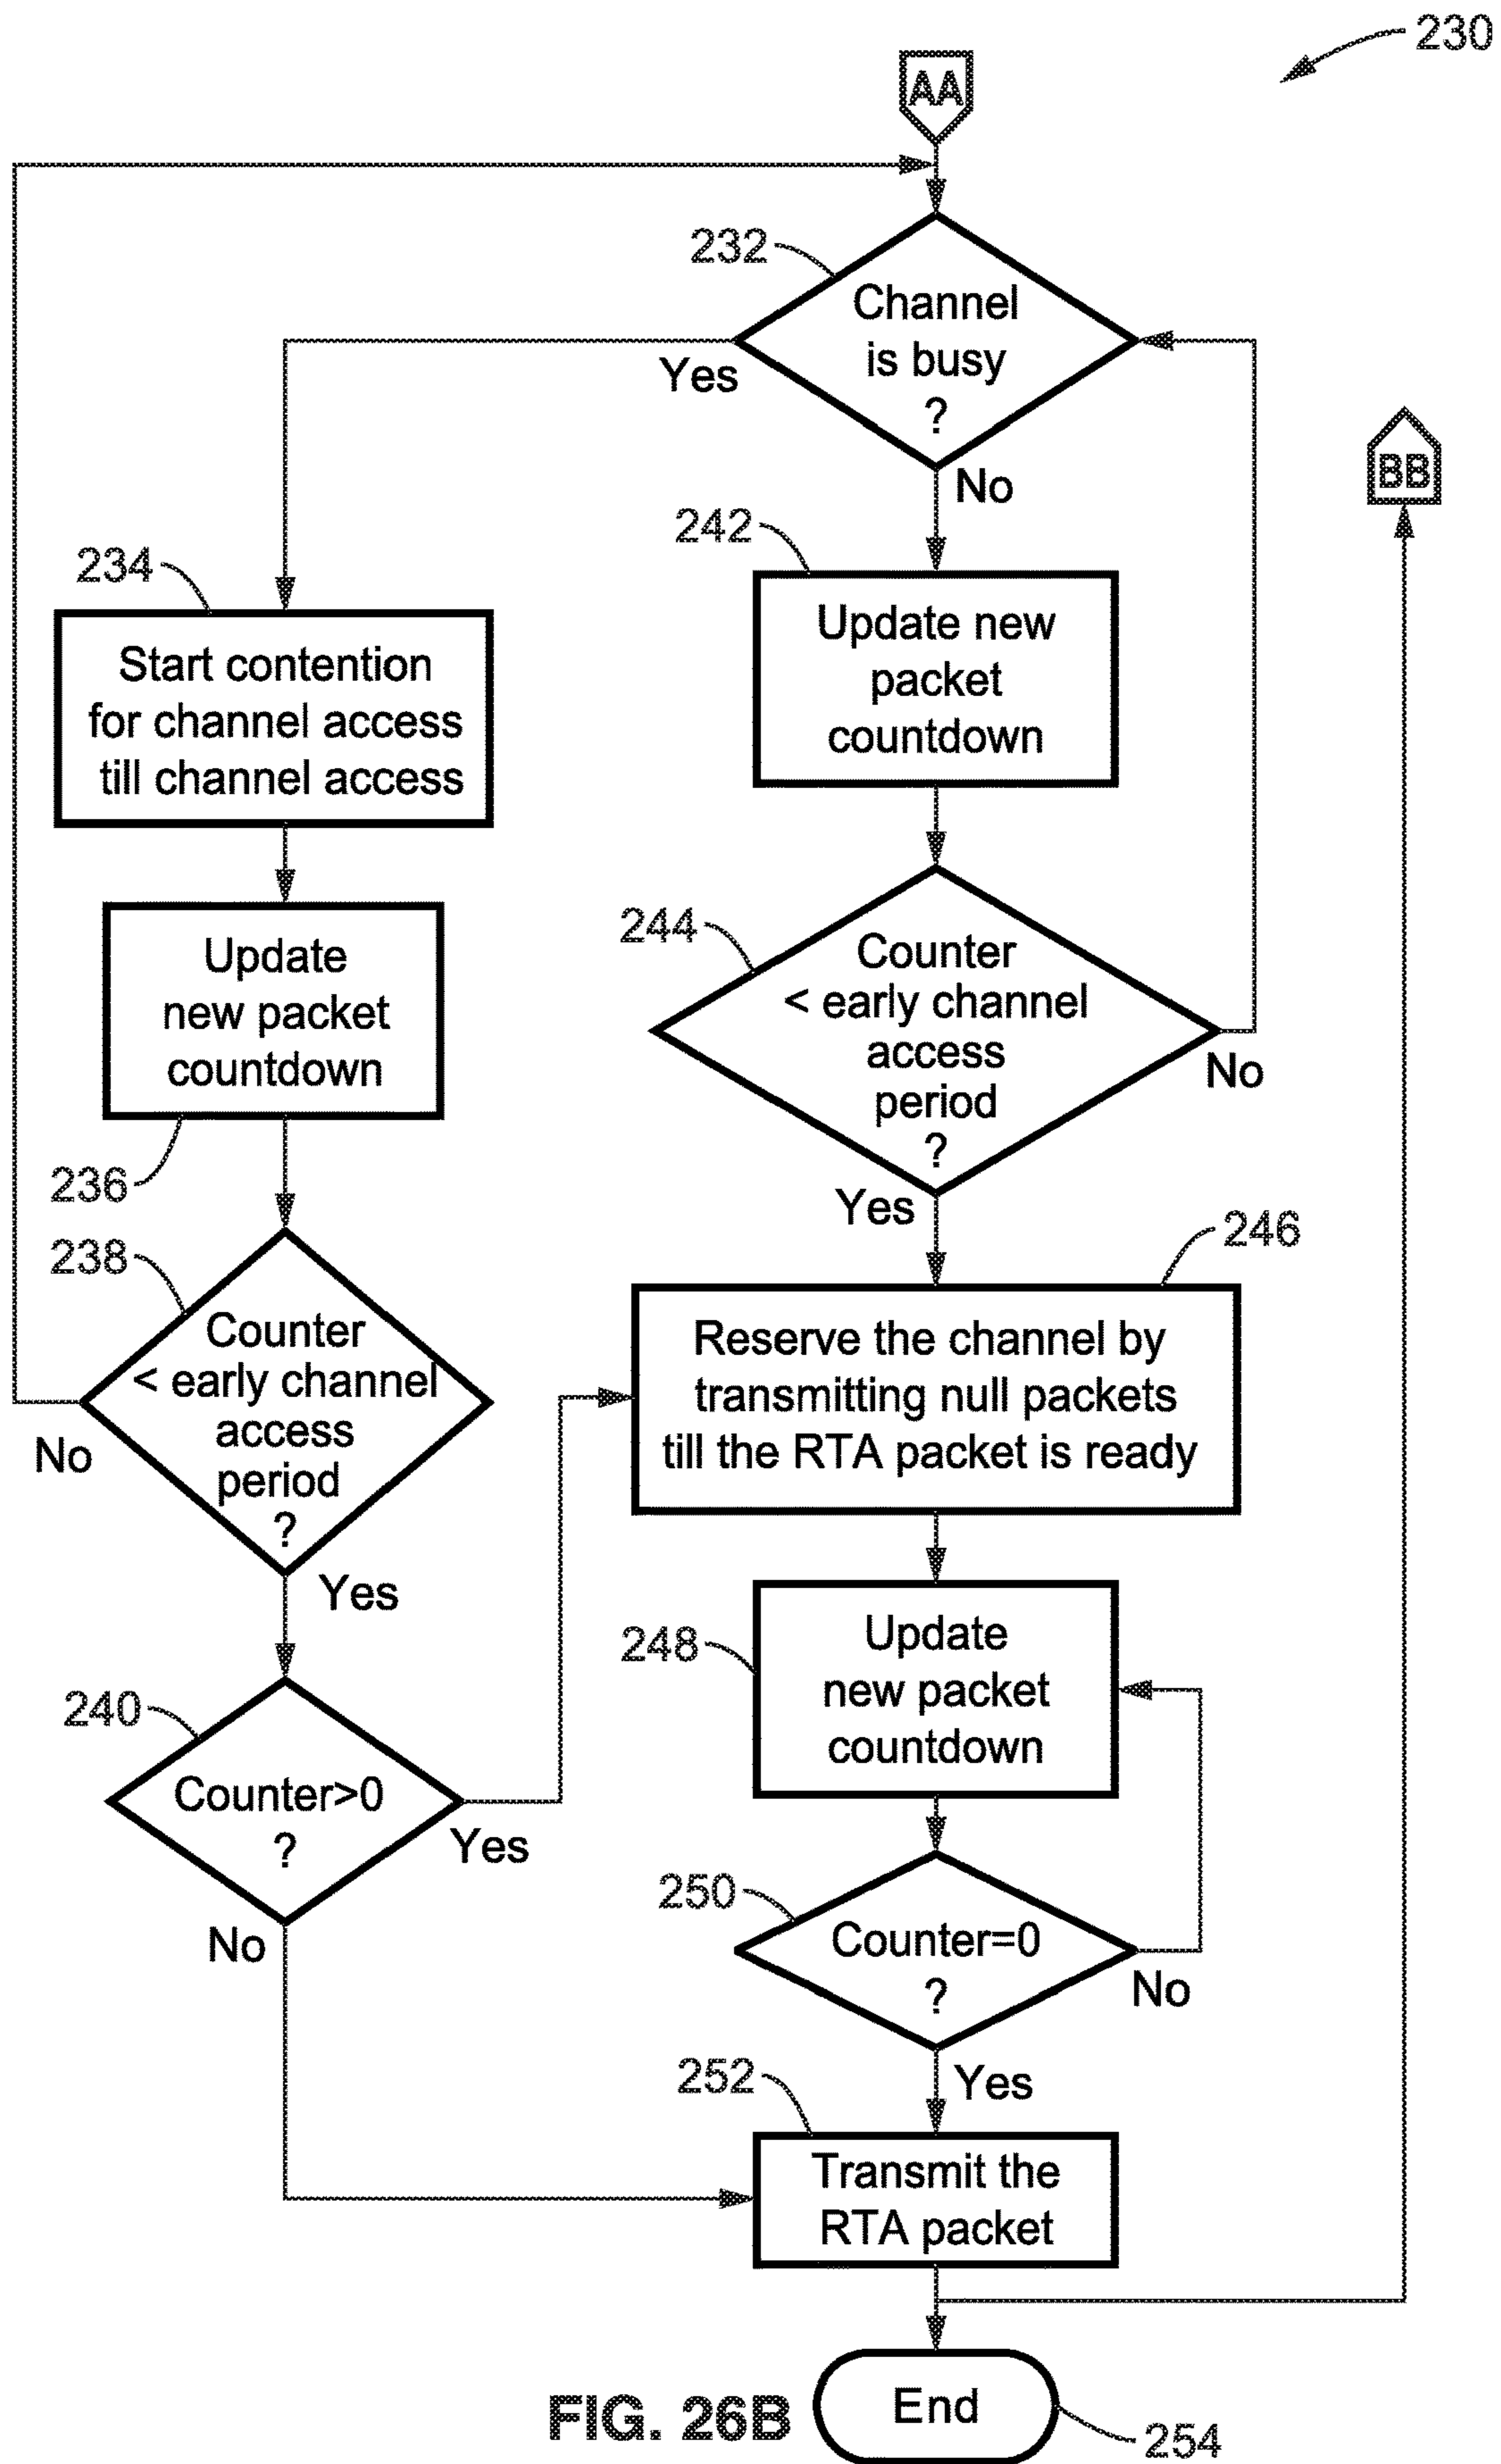 230
AA
232
Channel
is busy
?
Yes
No
BB
234
Start contention
for channel access
till channel access
242
Update new
packet
countdown
Update
new packet
countdown
236
244
Counter
< early channel
access
period
?
No
Yes
238
Counter
< early channel
access
period
?
No
Yes
246
Reserve the channel by
transmitting null packets
till the RTA packet is ready
240
Counter>0
?
Yes
No
248
Update
new packet
countdown
250
Counter=0
?
No
Yes
252
Transmit the
RTA packet
FIG. 26B
End
254